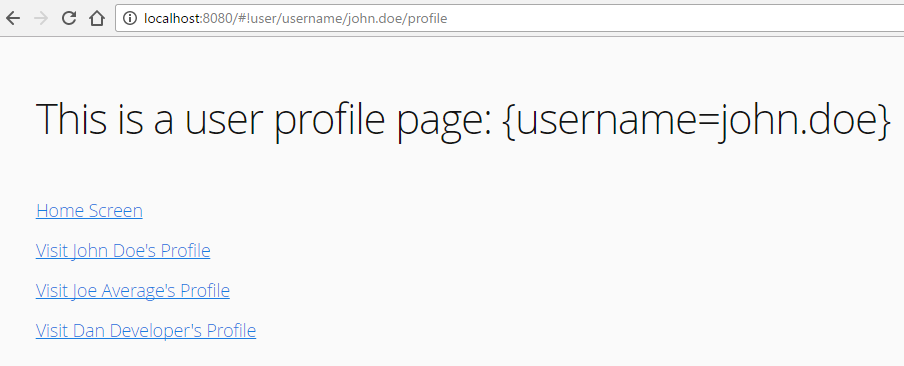 localhost:8080/#!user/username/john.doe/profile
This is a user profile page: {username=john.doe}
Home Screen
Visit John Doe's Profile
Visit Joe Average's Profile
Visit Dan Developer's Profile